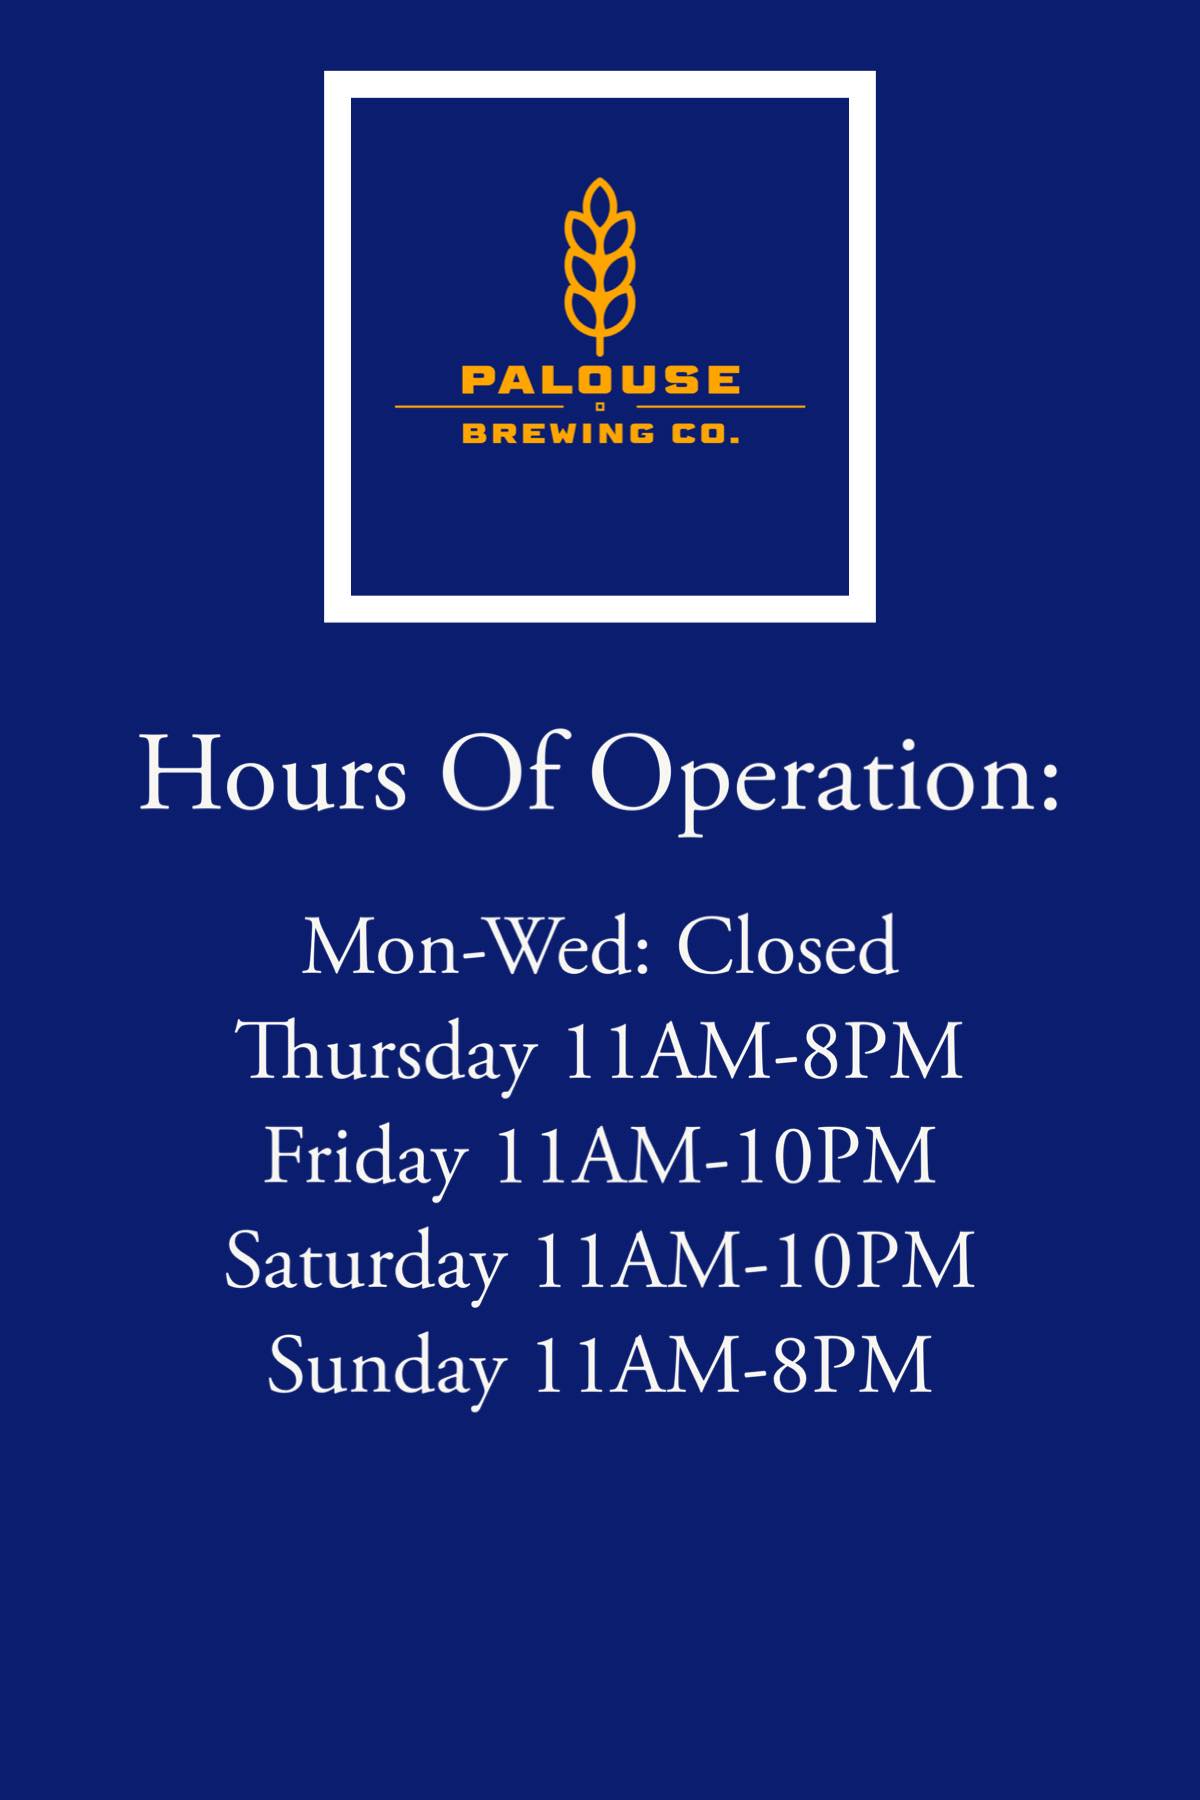 PALOUSE
BREWING CO.
Hours Of Operation:
Mon-Wed: Closed
Thursday 11AM-8PM
Friday 11AM-10PM
Saturday 11AM-10PM
Sunday 11AM-8PM